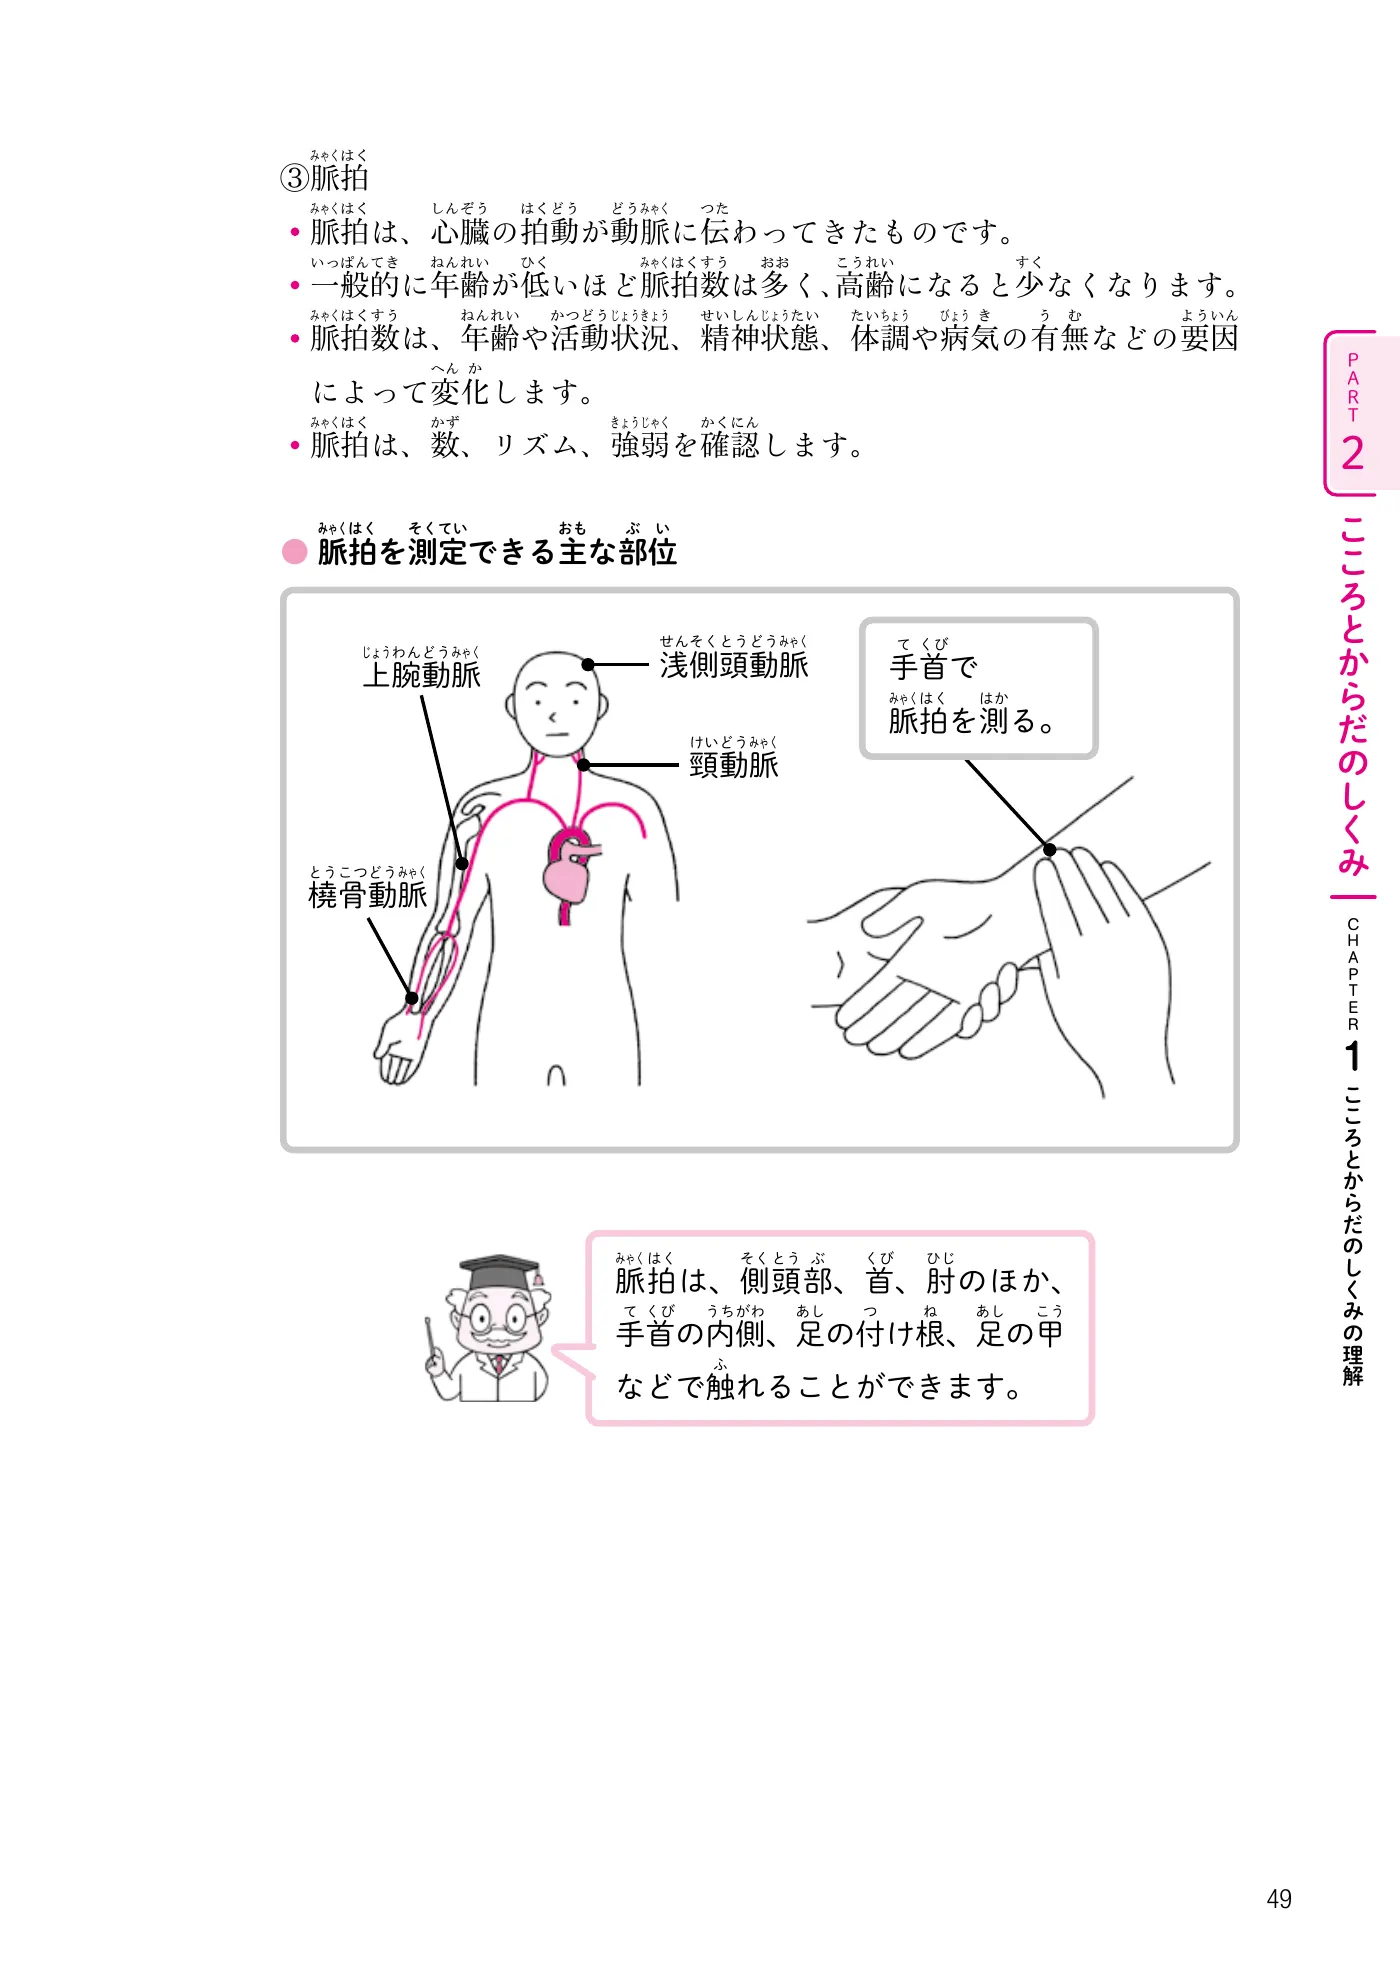 ③脈拍
・脈拍は、心臓の拍動が動脈に伝わってきたものです。
・一般的に年齢が低いほど脈拍数は多く、高齢になると少なくなります。
・脈拍数は、年齢や活動状況、精神状態、体調や病気の有無などの要因
によって変化します。
・脈拍は、数、リズム、強弱を確認します。
● 脈拍を測定できる主な部位
上腕動脈
浅側頭動脈
頸動脈
橈骨動脈
手首で
脈拍を測る。
脈拍は、側頭部、首、肘のほか、
手首の内側、足の付け根、足の甲
などで触れることができます。
PART 2 こころとからだのしくみ
CHAPTER 1 こころとからだのしくみの理解
49